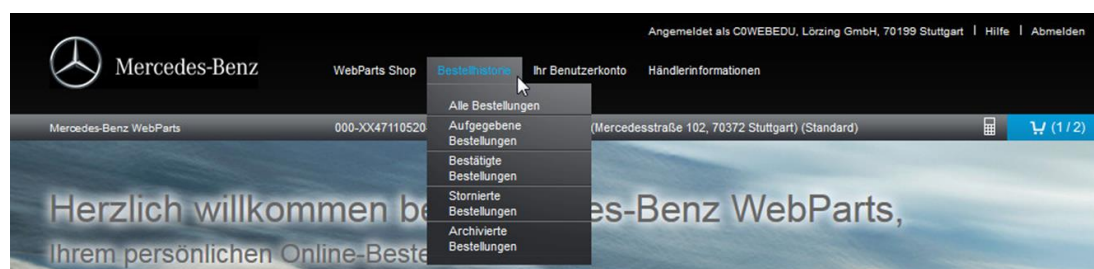 Angemeldet als C0WEBEDU, Lörzing GmbH, 70199 Stuttgart | Hilfe | Abmelden
Mercedes-Benz
WebParts Shop Bestellhistorie Ihr Benutzerkonto Händlerinformationen
Alle Bestellungen
Mercedes-Benz WebParts 000-XX47110520 (Mercedesstraße 102, 70372 Stuttgart) (Standard) (1/2)
Aufgegebene
Bestellungen
Bestätigte
Bestellungen
Stornierte
Bestellungen
Archivierte
Bestellungen
Herzlich willkommen be es-Benz WebParts,
Ihrem persönlichen Online-Beste